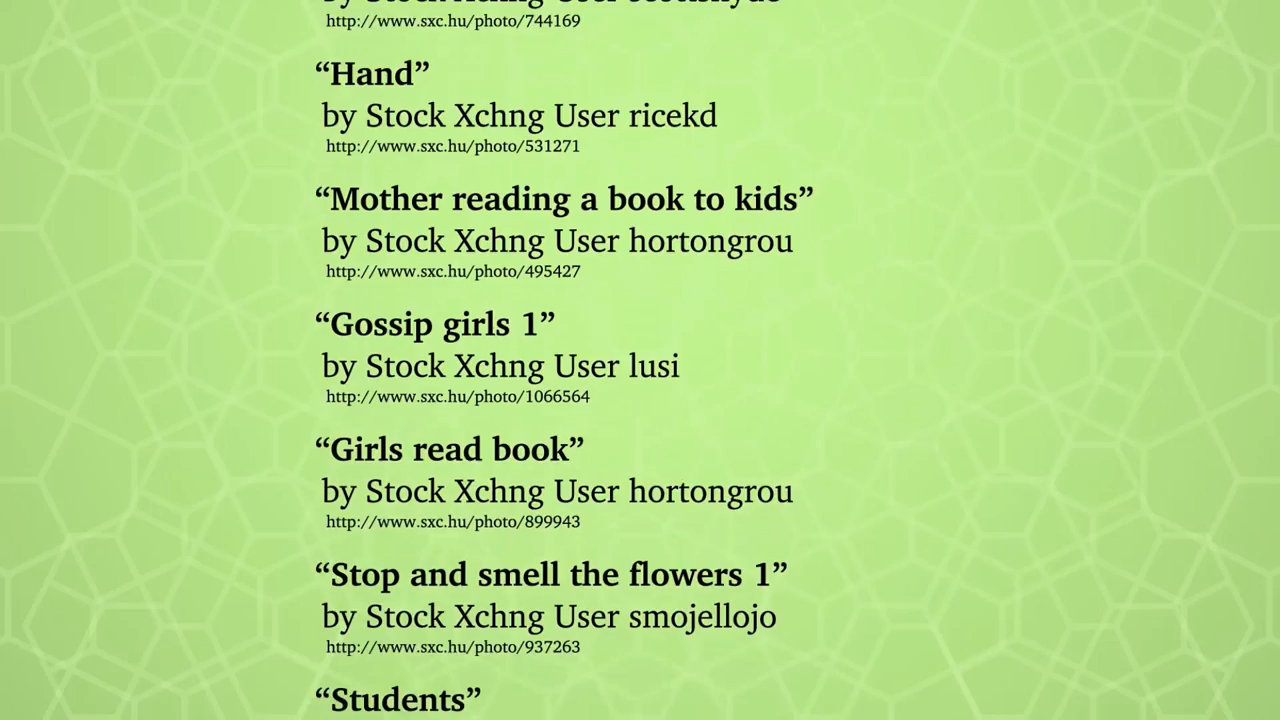 http://www.sxc.hu/photo/744169
“Hand”
by Stock Xchng User ricekd
http://www.sxc.hu/photo/531271
“Mother reading a book to kids”
by Stock Xchng User hortongrou
http://www.sxc.hu/photo/495427
“Gossip girls 1”
by Stock Xchng User lusi
http://www.sxc.hu/photo/1066564
“Girls read book”
by Stock Xchng User hortongrou
http://www.sxc.hu/photo/899943
“Stop and smell the flowers 1”
by Stock Xchng User smojellojo
http://www.sxc.hu/photo/937263
“Students”